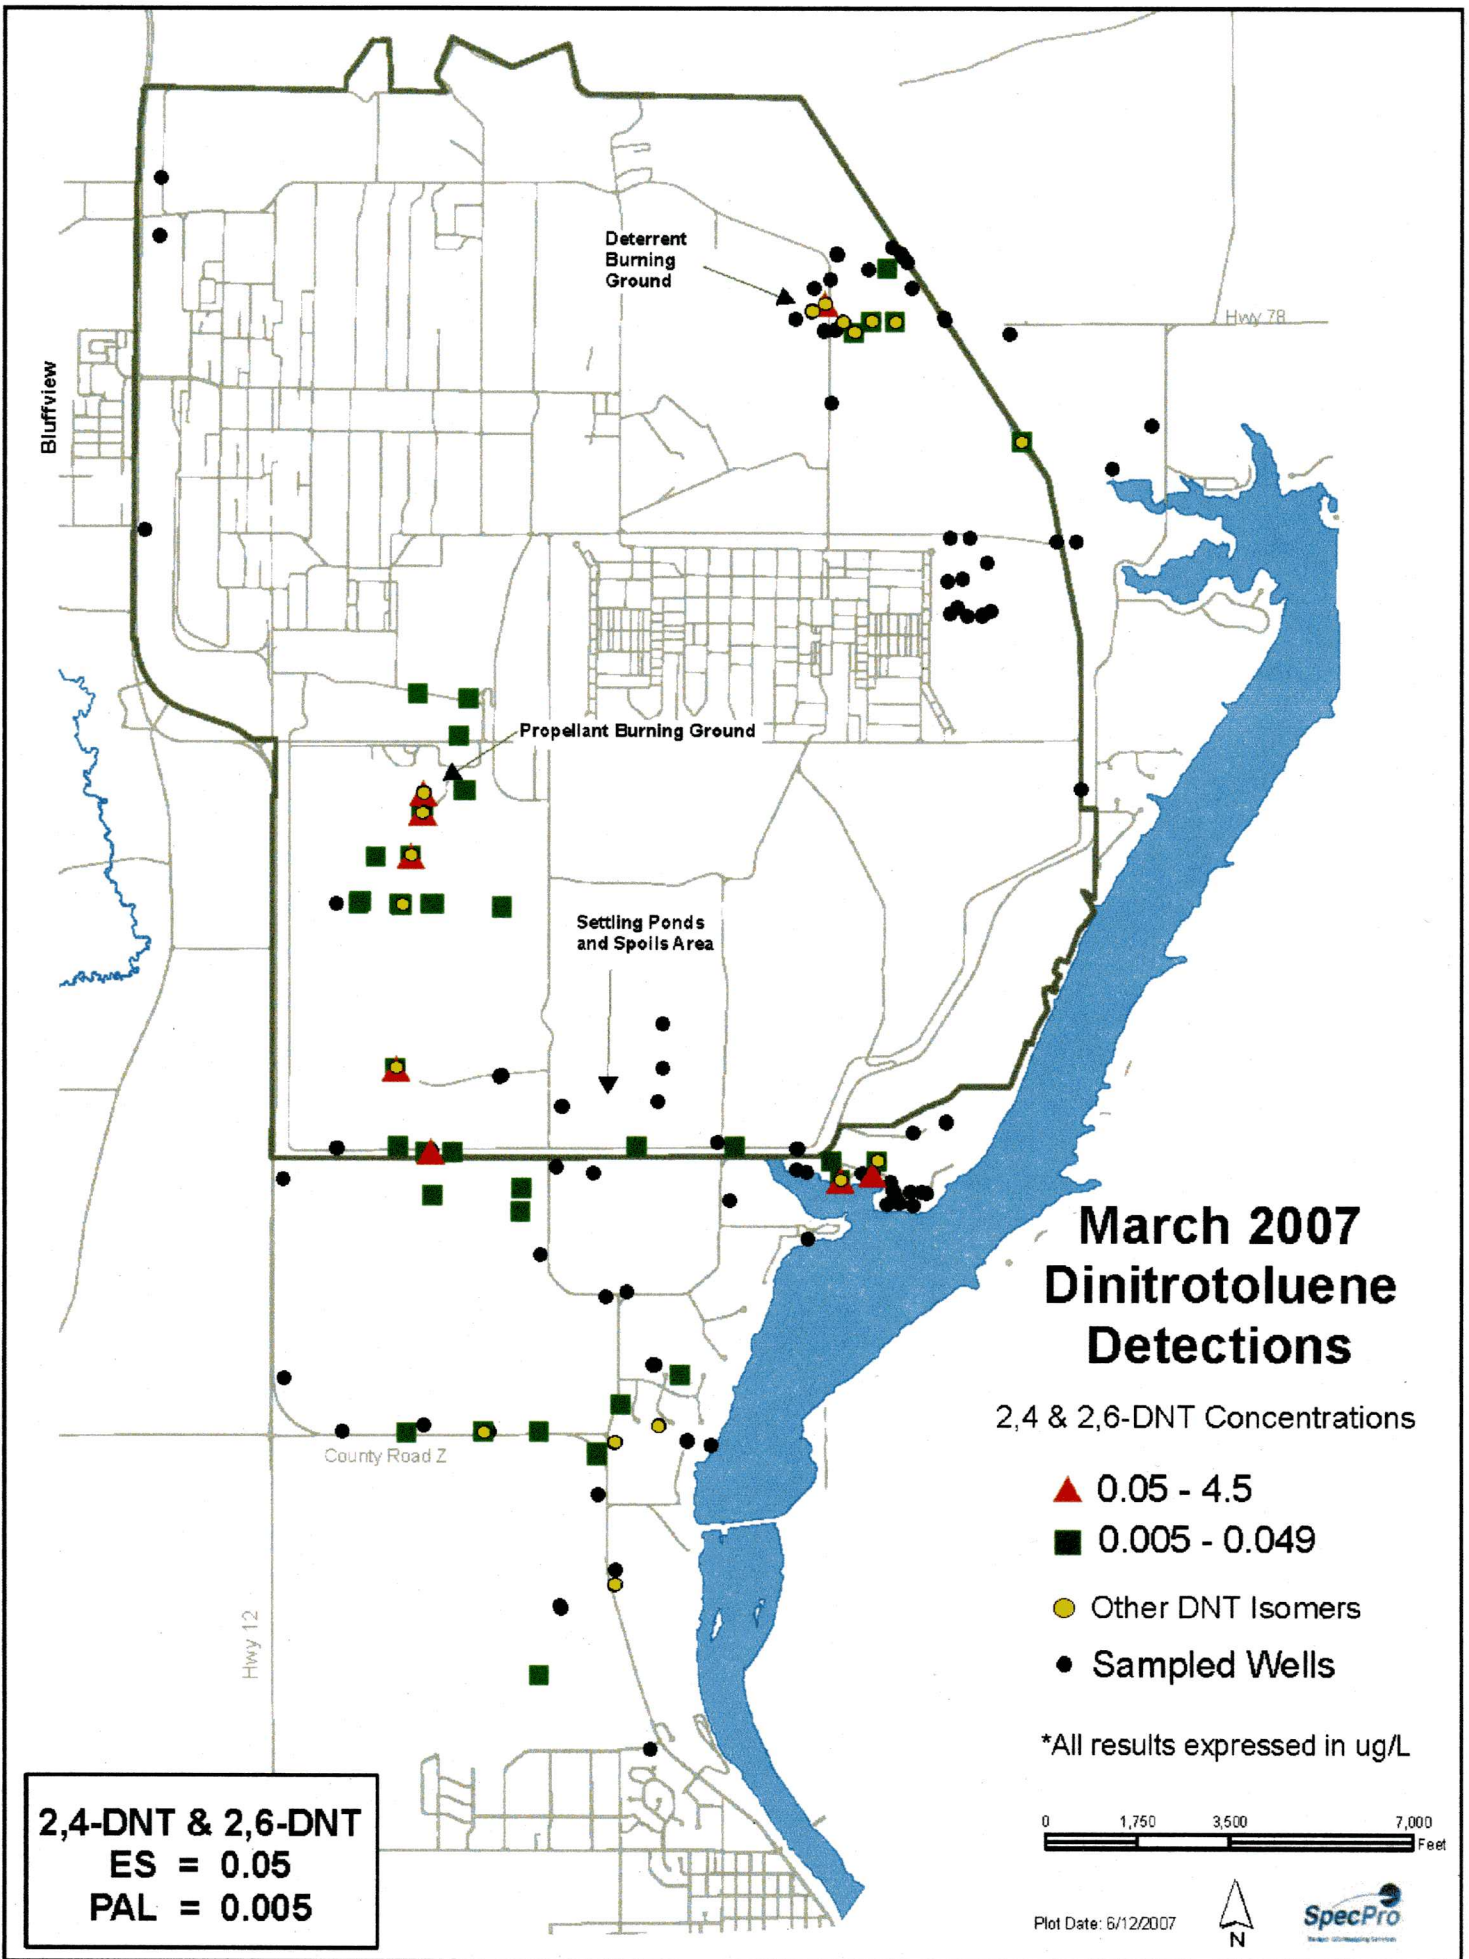 Deterrent
Burning
Ground
Hwy 78
Bluffview
Propellant Burning Ground
Settling Ponds
and Spoils Area
March 2007
Dinitrotoluene
Detections
2,4 & 2,6-DNT Concentrations
0.05 - 4.5
0.005 - 0.049
Other DNT Isomers
Sampled Wells
*All results expressed in ug/L
County Road Z
Hwy 12
2,4-DNT & 2,6-DNT
ES = 0.05
PAL = 0.005
0 1,750 3,500 7,000
Feet
Plot Date: 6/12/2007
N
SpecPro